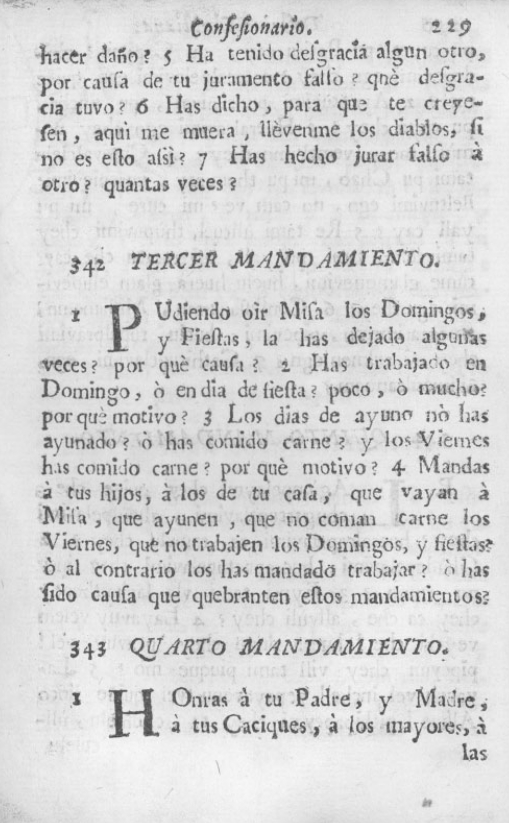 Confeſionario. 229
hacer daño? 5 Ha tenido deſgracia algun otro,
por cauſa de tu juramento falſo? què deſgra-
cia tuvo? 6 Has dicho, para que te creye-
ſen, aqui me muera, llèvenme los diablos, ſi
no es eſto aſsi? 7 Has hecho jurar falſo à
otro? quantas veces?
342 TERCER MANDAMIENTO.
1 PUdiendo oìr Miſa los Domingos,
y Fieſtas, la has dejado algunas
veces? por què cauſa? 2 Has trabajado en
Domingo, ò en dia de fieſta? poco, ò mucho?
por què motivo? 3 Los dias de ayuno nò has
ayunado? ò has comido carne? y los Viernes
has comido carne? por què motivo? 4 Mandas
à tus hijos, à los de tu caſa, que vayan à
Miſa, que ayunen, que no coman carne los
Viernes, que no trabajen los Domingos, y fieſtas?
ò al contrario los has mandado trabajar? ò has
ſido cauſa que quebranten eſtos mandamientos?
343 QUARTO MANDAMIENTO.
1 HOnras à tu Padre, y Madre,
à tus Caciques, à los mayores, à
las